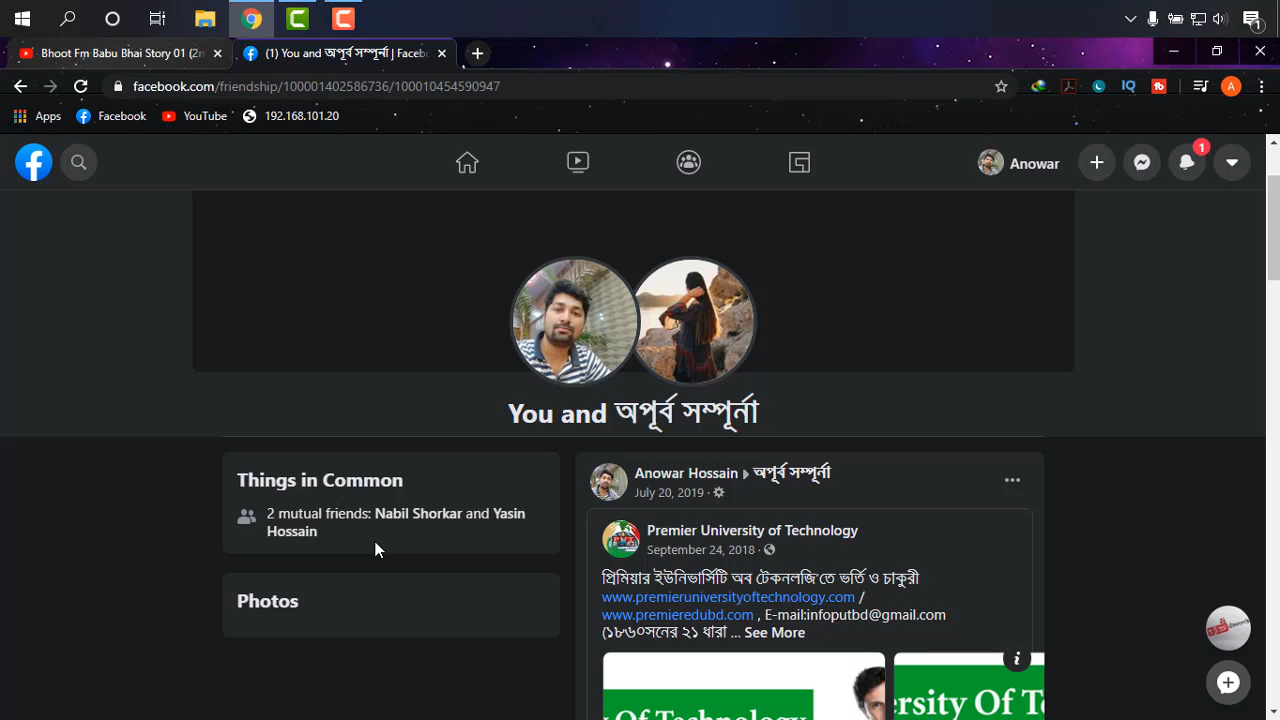 1
Bhoot Fm Babu Bhai Story 01 (2n
(1) You and অপূর্ব সম্পূর্না | Facebo
facebook.com/friendship/100001402586736/100010454590947
IQ
A
Apps
Facebook
YouTube
192.168.101.20
Anowar
1
You and অপূর্ব সম্পূর্না
Things in Common
2 mutual friends: Nabil Shorkar and Yasin
Hossain
Photos
Anowar Hossain
অপূর্ব সম্পূর্না
July 20, 2019 ·
Premier University of Technology
September 24, 2018 ·
প্রিমিয়ার ইউনিভার্সিটি অব টেকনলজি'তে ভর্তি ও চাকুরী
www.premieruniversityoftechnology.com /
www.premieredubd.com , E-mail:infoputbd@gmail.com
(১৮৬০সনের ২১ ধারা ... See More
y Of Technology
ersity Of Te